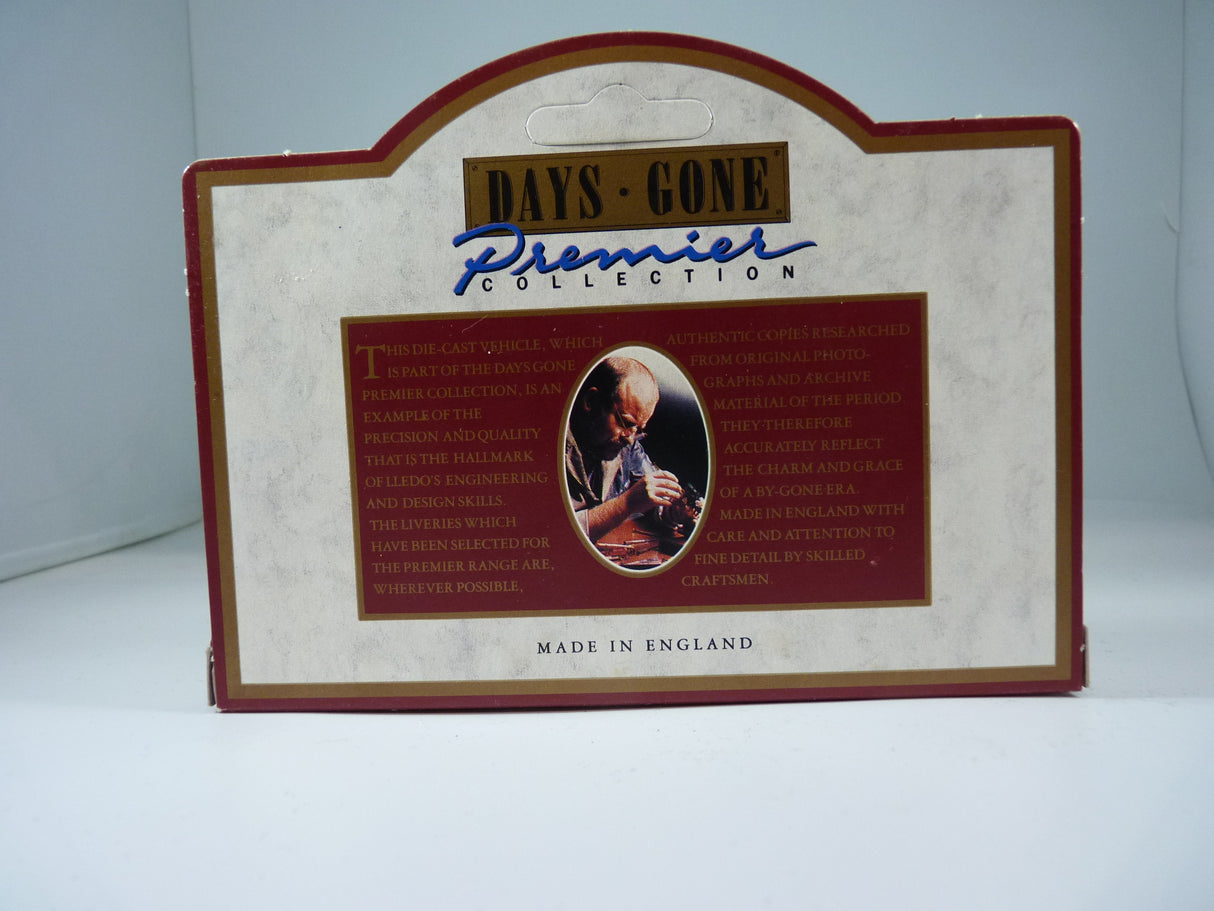 DAYS · GONE
Premier
COLLECTION
THIS DIE-CAST VEHICLE, WHICH
IS PART OF THE DAYS GONE
PREMIER COLLECTION, IS AN
EXAMPLE OF THE
PRECISION AND QUALITY
THAT IS THE HALLMARK
OF LLEDO'S ENGINEERING
AND DESIGN SKILLS.
THE LIVERIES WHICH
HAVE BEEN SELECTED FOR
THE PREMIER RANGE ARE,
WHEREVER POSSIBLE,
AUTHENTIC COPIES RESEARCHED
FROM ORIGINAL PHOTO-
GRAPHS AND ARCHIVE
MATERIAL OF THE PERIOD
THEY THEREFORE
ACCURATELY REFLECT
THE CHARM AND GRACE
OF A BY-GONE ERA.
MADE IN ENGLAND WITH
CARE AND ATTENTION TO
FINE DETAIL BY SKILLED
CRAFTSMEN.
MADE IN ENGLAND